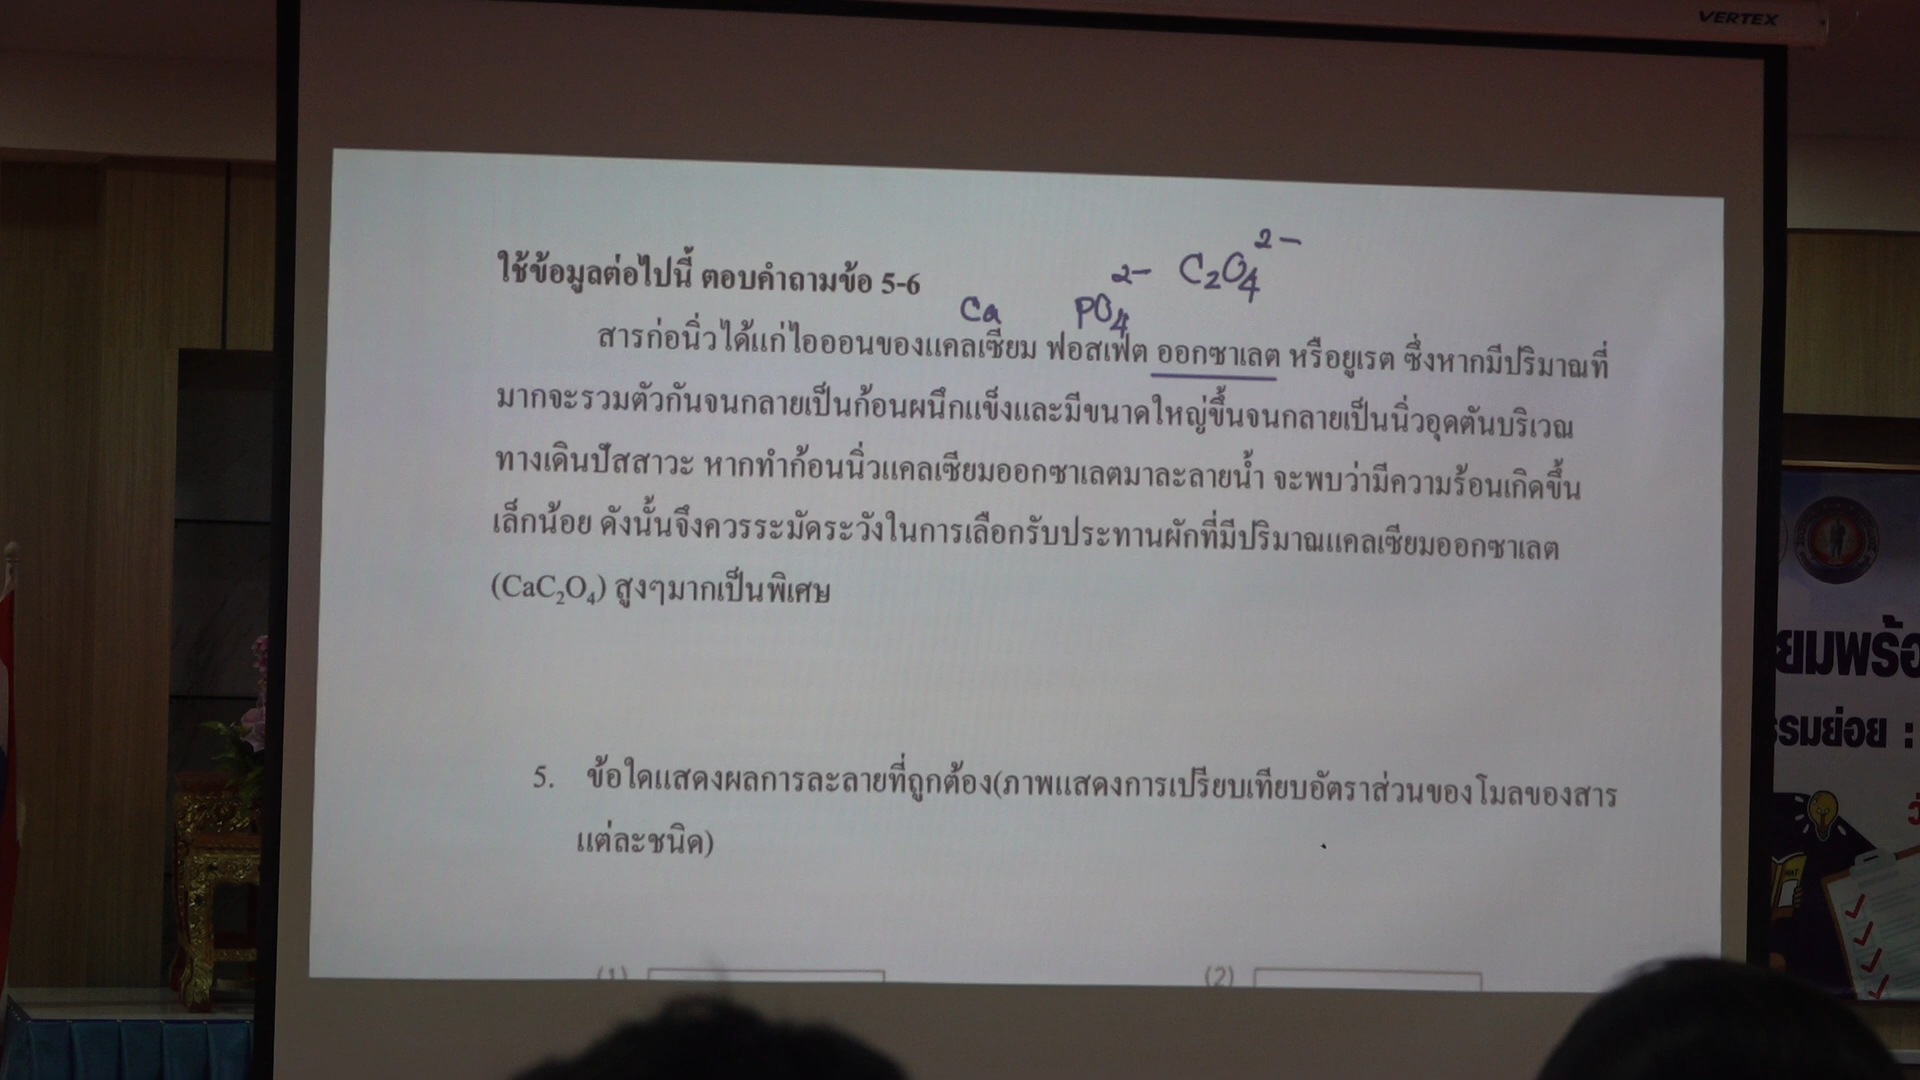 VERTEX
2-
2- C₂O₄
ใช้ข้อมูลต่อไปนี้ ตอบคำถามข้อ 5-6
Ca PO₄
สารก่อนิ่วได้แก่ไอออนของแคลเซียม ฟอสเฟต ออกซาเลต หรือยูเรต ซึ่งหากมีปริมาณที่
มากจะรวมตัวกันจนกลายเป็นก้อนผนึกแข็งและมีขนาดใหญ่ขึ้นจนกลายเป็นนิ่วอุดตันบริเวณ
ทางเดินปัสสาวะ หากทำก้อนนิ่วแคลเซียมออกซาเลตมาละลายน้ำ จะพบว่ามีความร้อนเกิดขึ้น
เล็กน้อย ดังนั้นจึงควรระมัดระวังในการเลือกรับประทานผักที่มีปริมาณแคลเซียมออกซาเลต
(CaC₂O₄) สูงๆมากเป็นพิเศษ
5. ข้อใดแสดงผลการละลายที่ถูกต้อง(ภาพแสดงการเปรียบเทียบอัตราส่วนของโมลของสาร
แต่ละชนิด)
(1) (2)
ยมพร้อ
รรมย่อย :